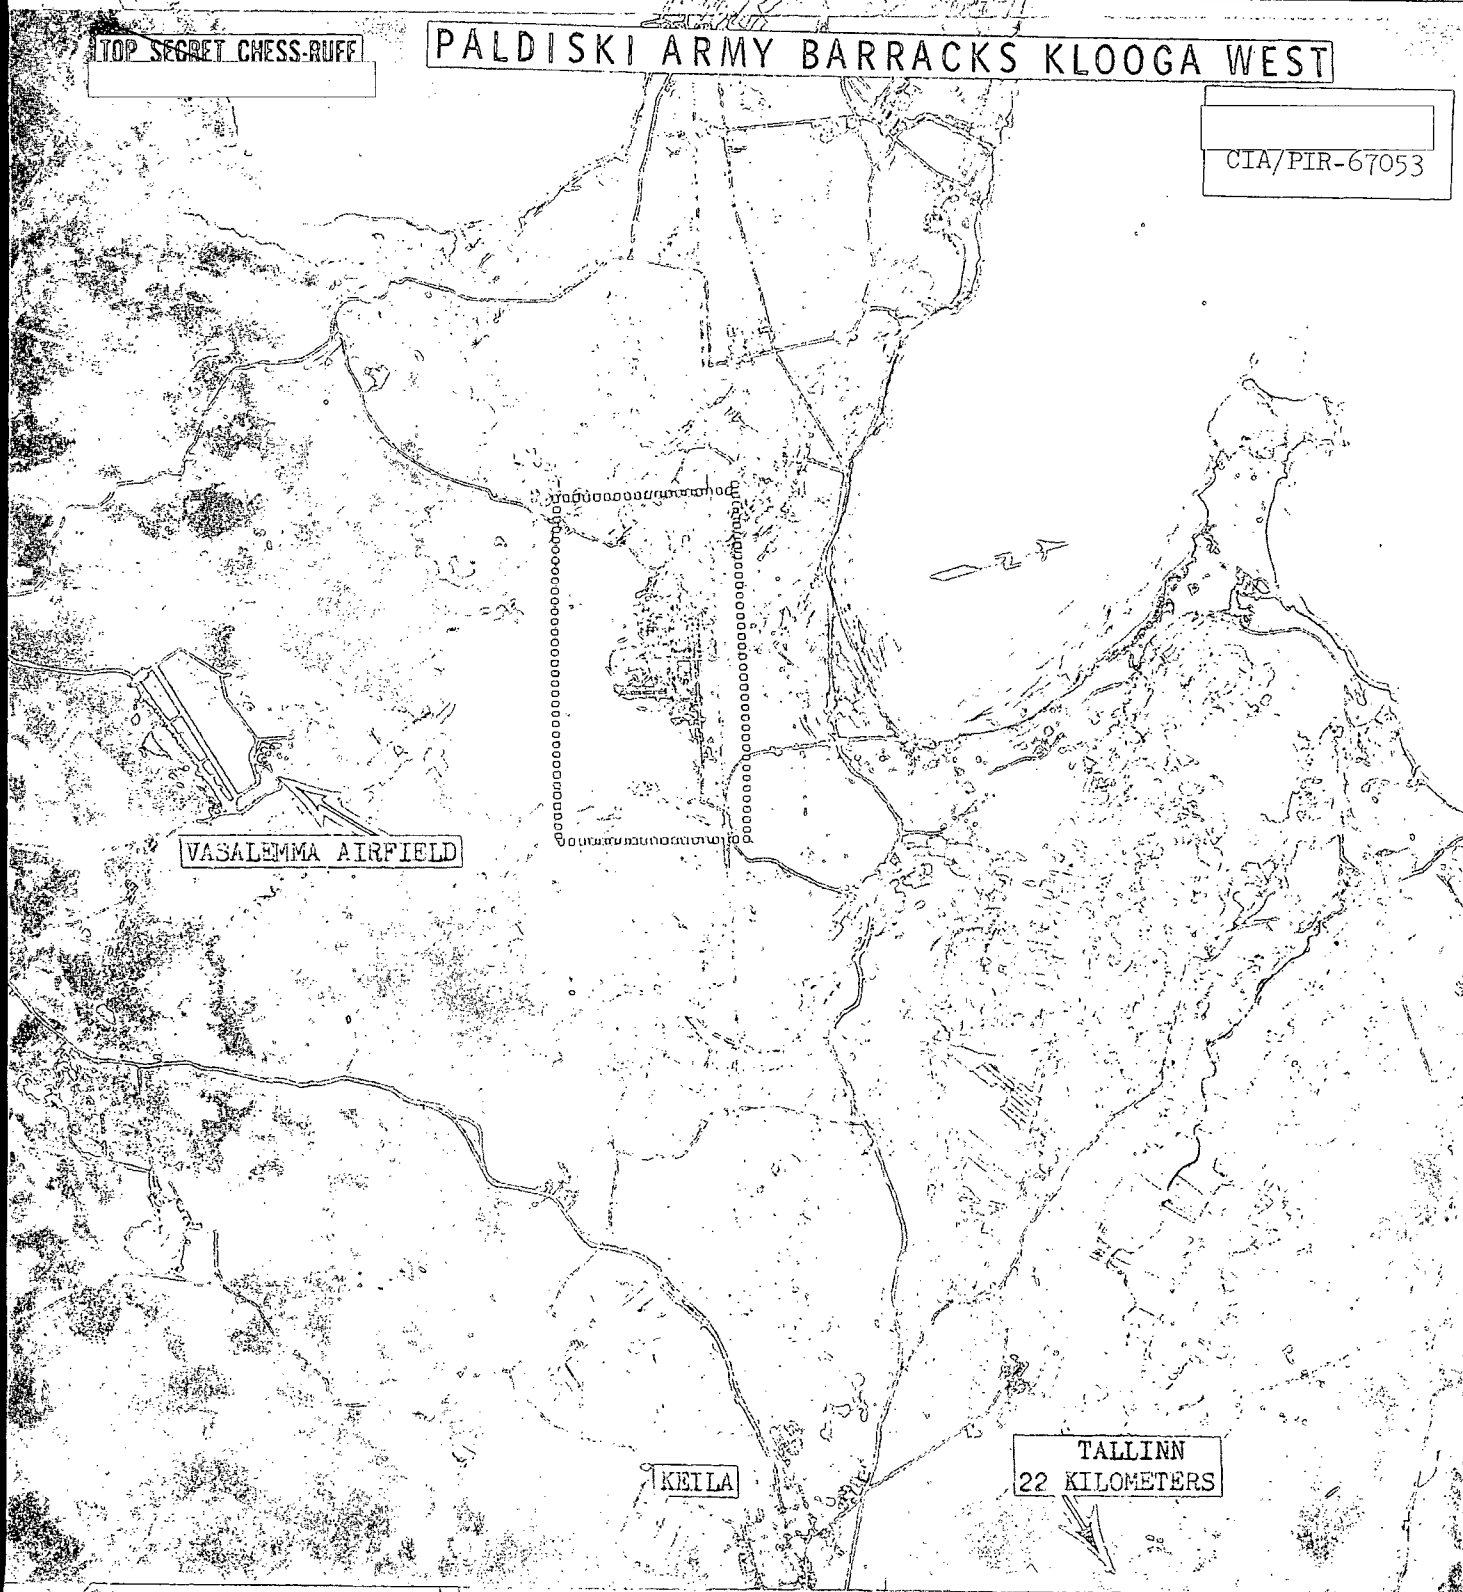 TOP SECRET CHESS-RUFF
PALDISKI ARMY BARRACKS KLOOGA WEST
CIA/PIR-67053
N
VASALEMMA AIRFIELD
KEILA
TALLINN
22 KILOMETERS